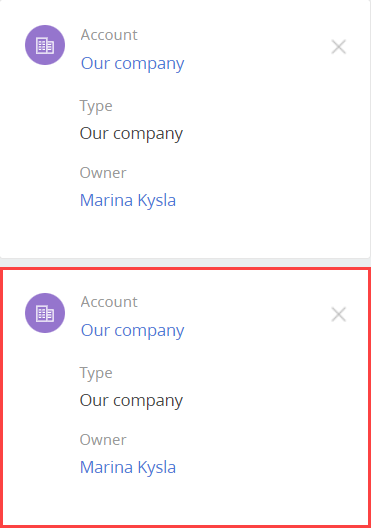 Account
Our company
Type
Our company
Owner
Marina Kysla
Account
Our company
Type
Our company
Owner
Marina Kysla